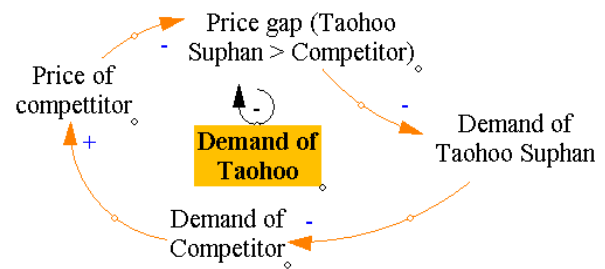 Price gap (Taohoo
Suphan > Competitor)
-
Price of
compettitor
-
-
Demand of
Taohoo
Demand of
Taohoo Suphan
+
Demand of
Competitor
-